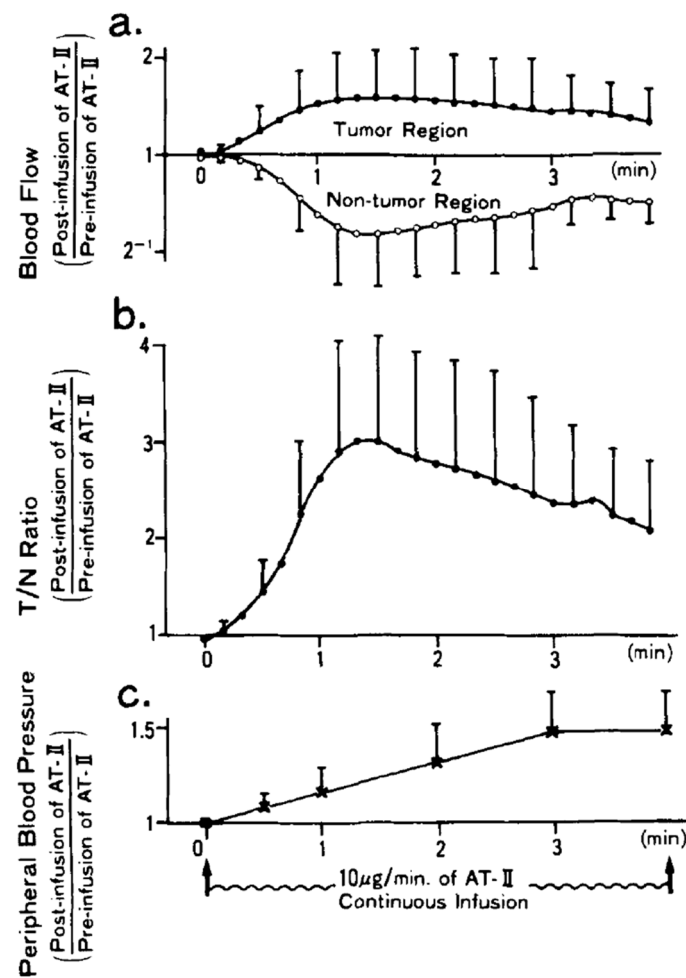 a.
Blood Flow
(Post-infusion of AT-II
Pre-infusion of AT-II)
2
1
2⁻¹
Tumor Region
0
1
2
3
(min)
Non-tumor Region
b.
T/N Ratio
(Post-infusion of AT-II
Pre-infusion of AT-II)
4
3
2
1
0
1
2
3
(min)
c.
Peripheral Blood Pressure
(Post-infusion of AT-II
Pre-infusion of AT-II)
1.5
1
0
1
2
3
(min)
10μg/min. of AT-II
Continuous Infusion